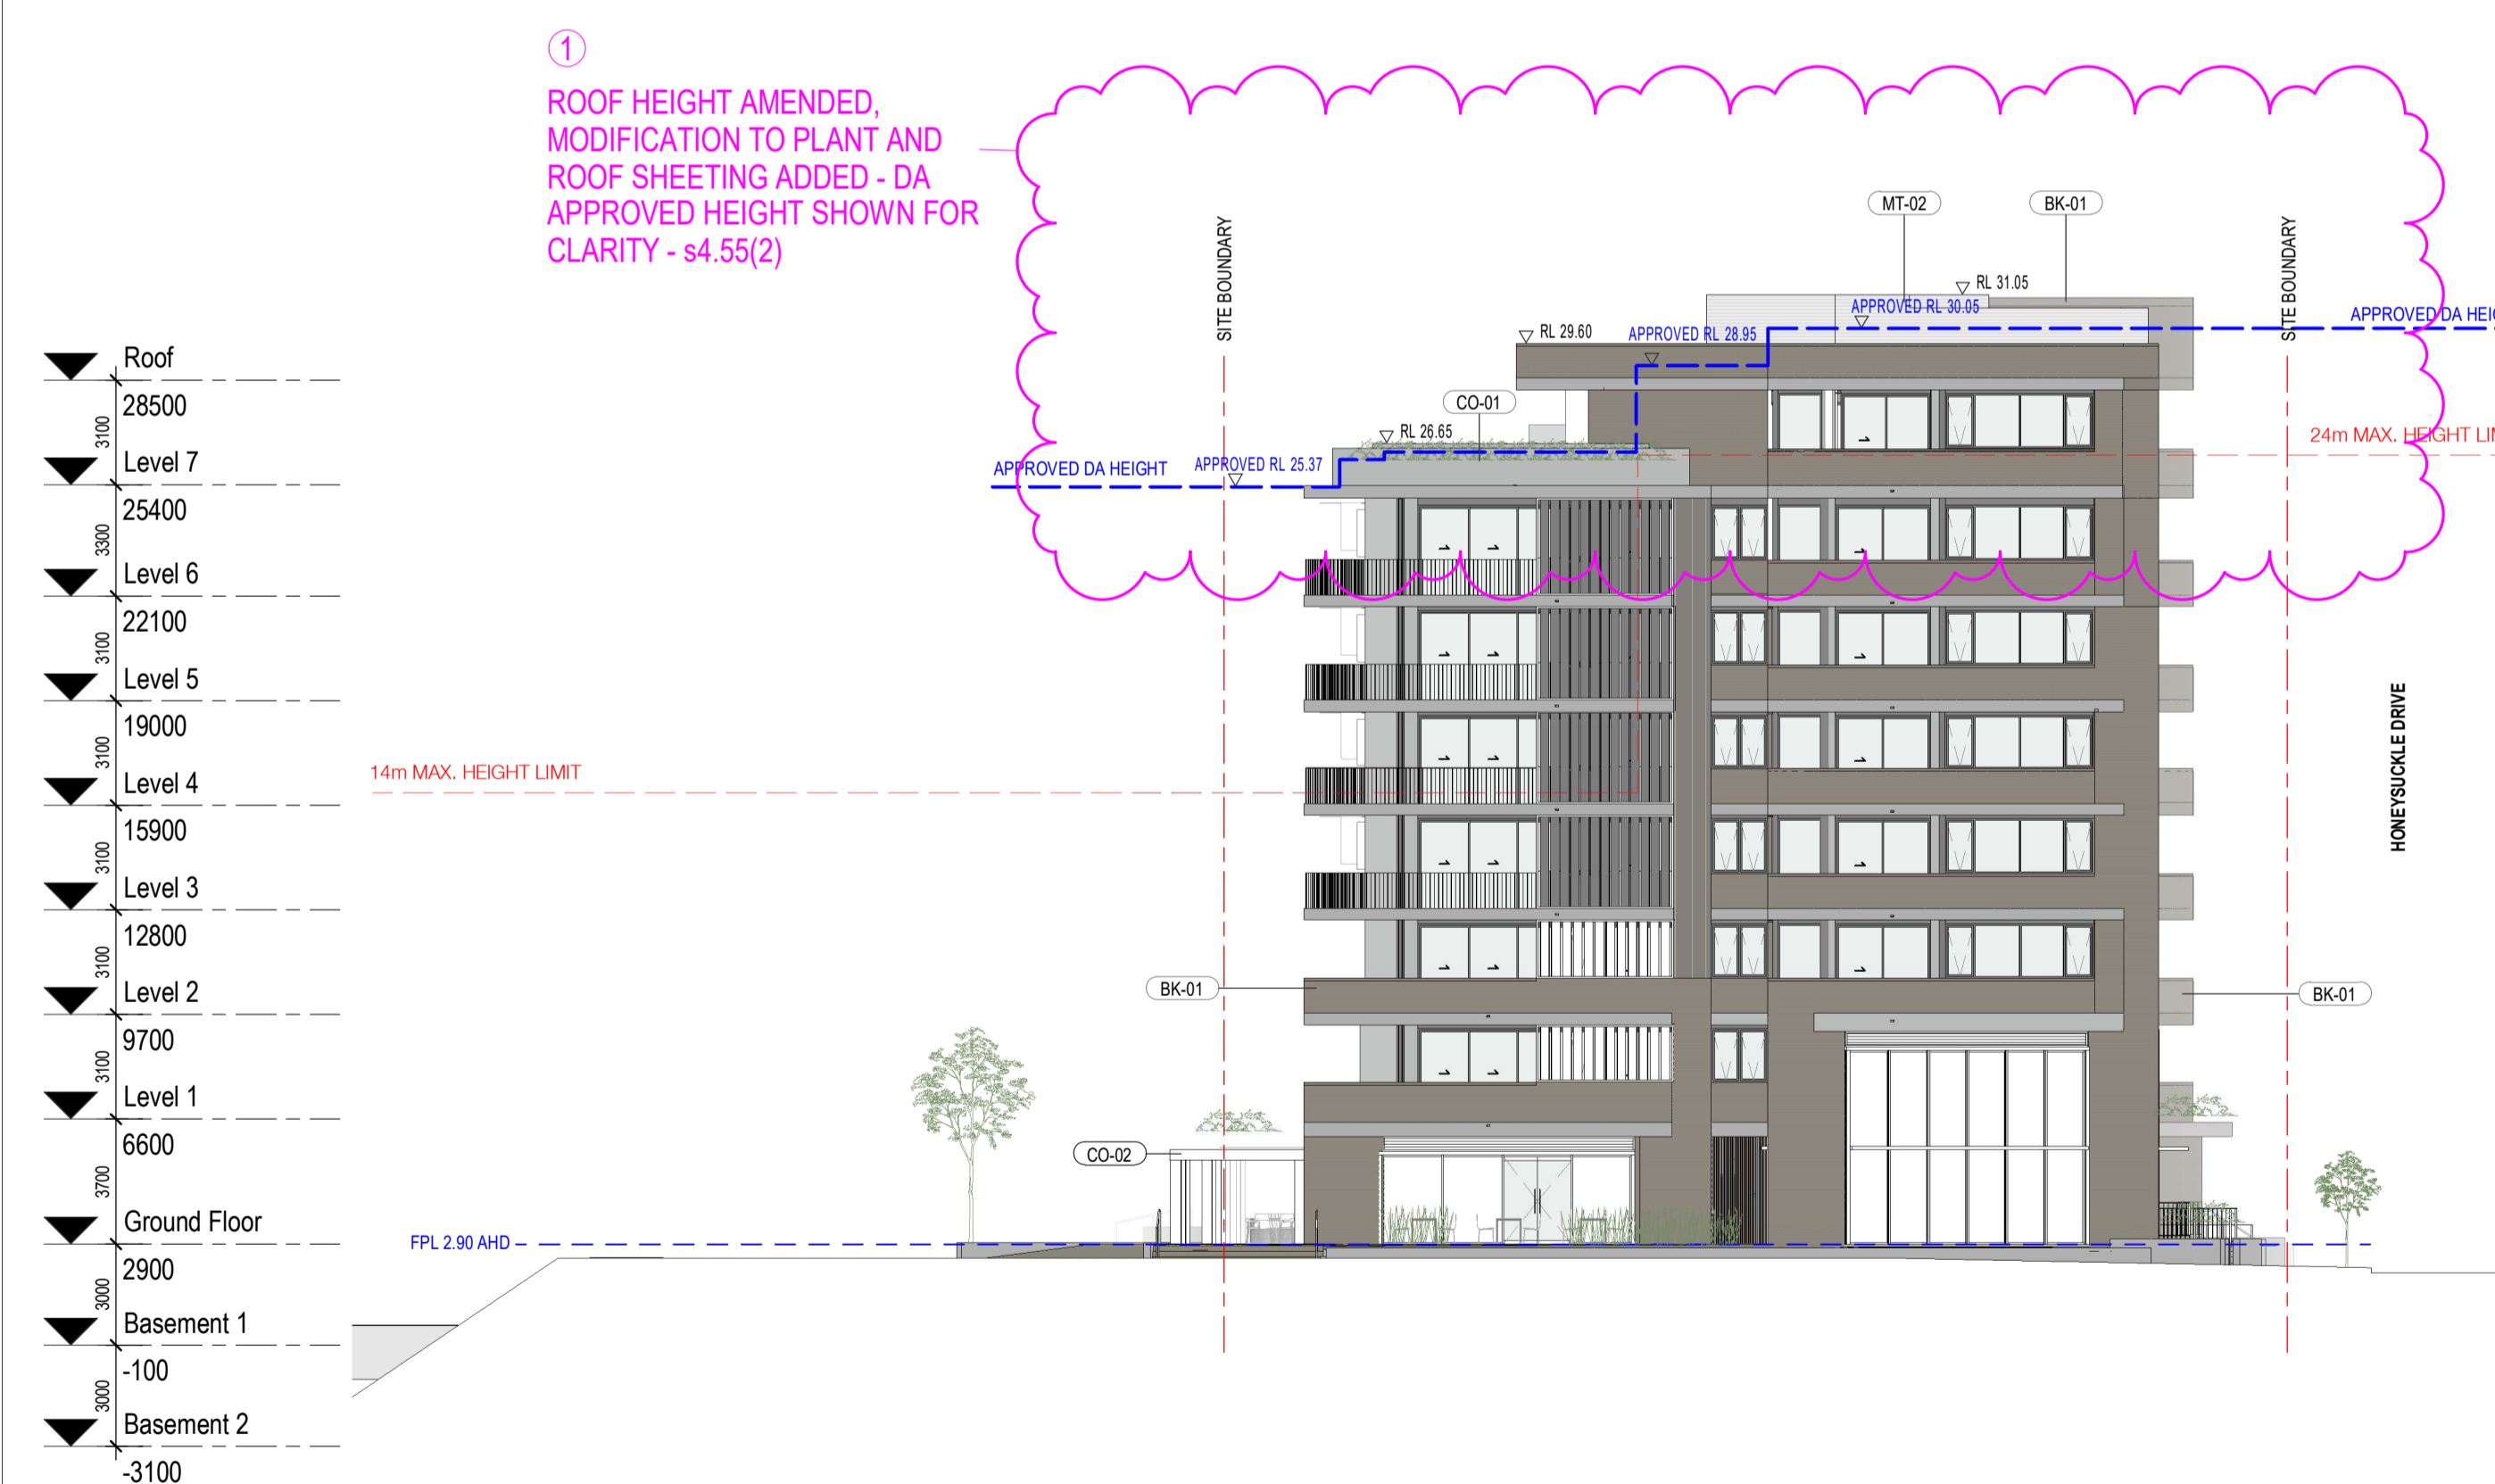 1
ROOF HEIGHT AMENDED,
MODIFICATION TO PLANT AND
ROOF SHEETING ADDED - DA
APPROVED HEIGHT SHOWN FOR
CLARITY - s4.55(2)
SITE BOUNDARY
MT-02
BK-01
SITE BOUNDARY
RL 31.05
APPROVED RL 30.05
APPROVED DA HEI
RL 29.60
APPROVED RL 28.95
CO-01
RL 26.65
24m MAX. HEIGHT LI
APPROVED DA HEIGHT
APPROVED RL 25.37
Roof
28500
3100
Level 7
25400
3300
Level 6
22100
3100
Level 5
19000
3100
Level 4
15900
3100
Level 3
12800
3100
Level 2
9700
3100
Level 1
6600
3700
Ground Floor
2900
3000
Basement 1
-100
3000
Basement 2
-3100
14m MAX. HEIGHT LIMIT
HONEYSUCKLE DRIVE
BK-01
BK-01
CO-02
FPL 2.90 AHD